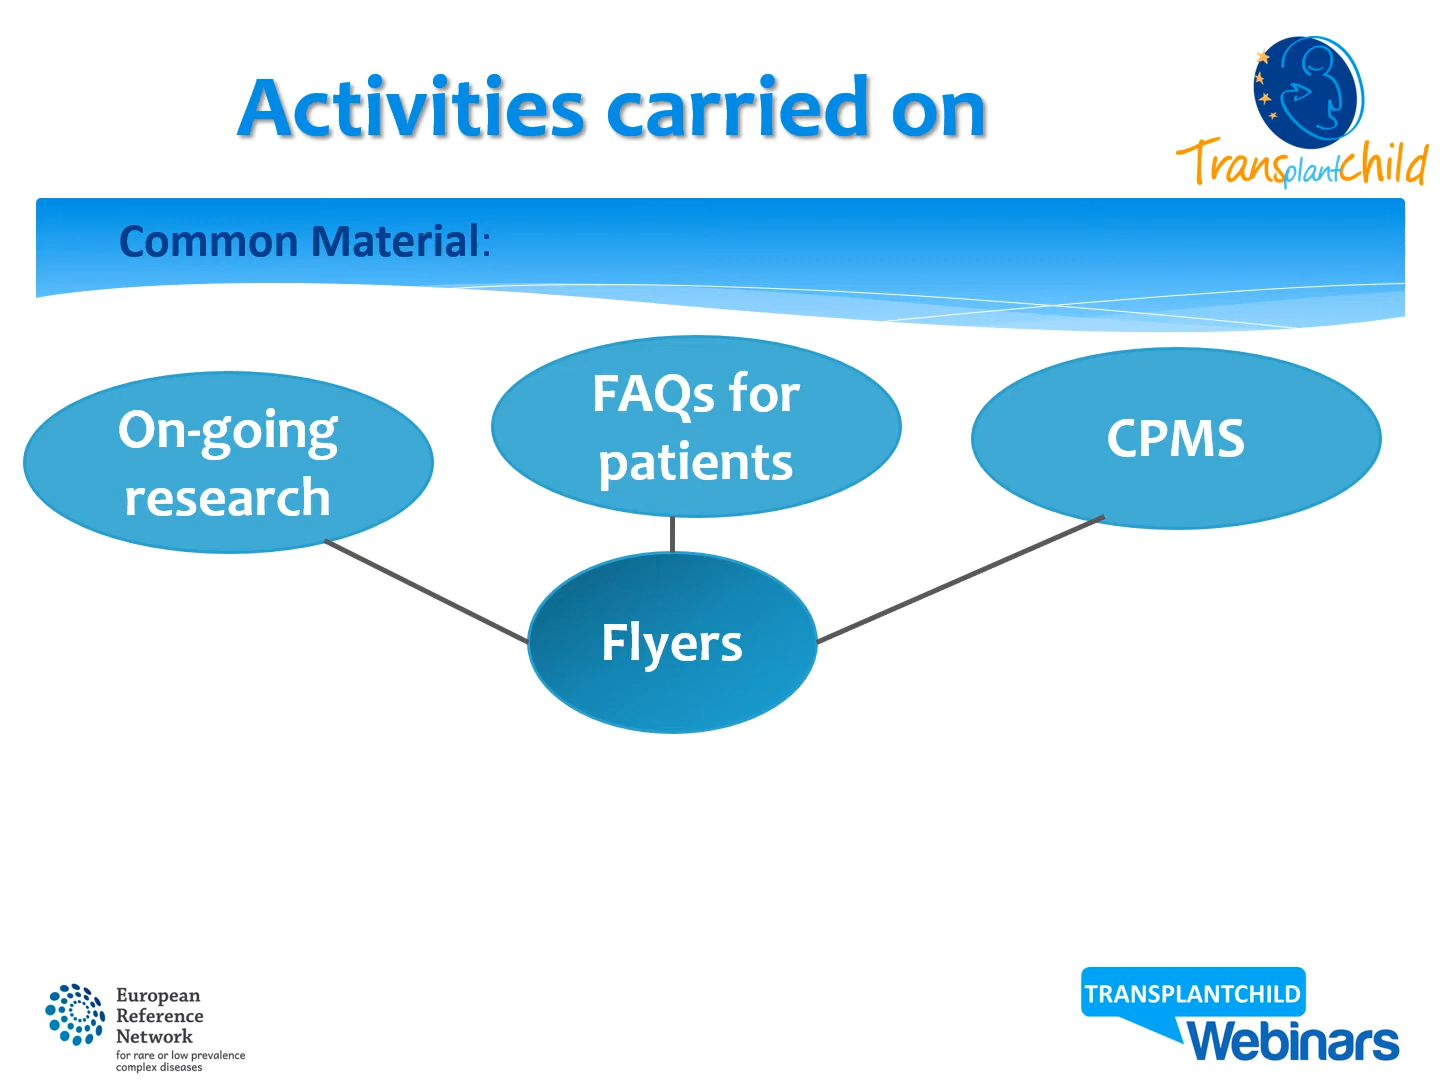 Activities carried on
Transplantchild
Common Material:
On-going
research
FAQs for
patients
CPMS
Flyers
European
Reference
Network
for rare or low prevalence
complex diseases
TRANSPLANTCHILD
Webinars